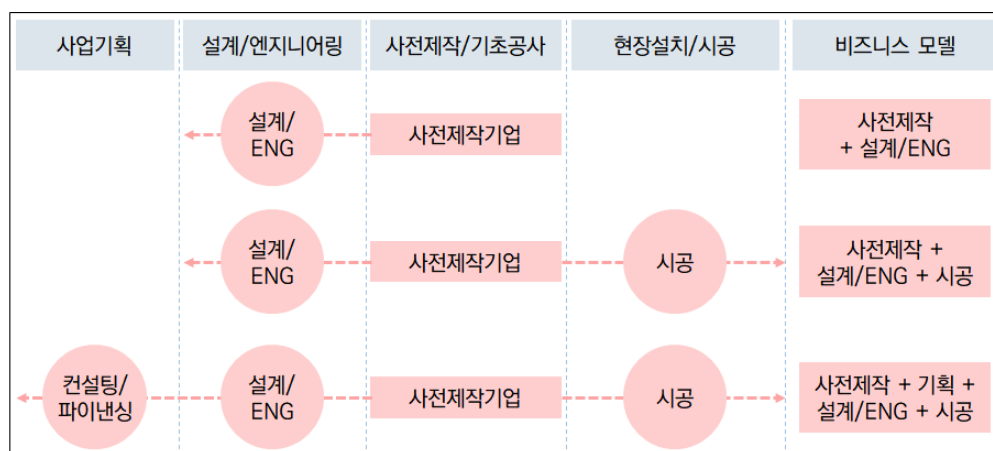 사업기획
설계/엔지니어링
사전제작/기초공사
현장설치/시공
비즈니스 모델
설계/
ENG
사전제작기업
사전제작
+ 설계/ENG
설계/
ENG
사전제작기업
시공
사전제작 +
설계/ENG + 시공
컨설팅/
파이낸싱
설계/
ENG
사전제작기업
시공
사전제작 + 기획 +
설계/ENG + 시공